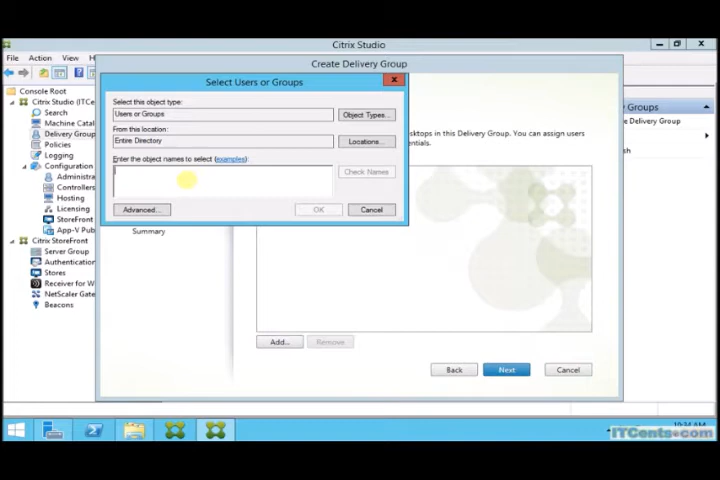 Citrix Studio
File Action View H
Create Delivery Group
Select Users or Groups
Console Root
Citrix Studio (ITCe
Search
Machine Catal
Delivery Group
Policies
Logging
Configuration
Administra
Controllers
Hosting
Licensing
StoreFront
App-V Pub
Citrix StoreFront
Server Group
Authentication
Stores
Receiver for W
NetScaler Gate
Beacons
Select this object type:
Users or Groups
Object Types...
From this location:
Entire Directory
Locations...
Enter the object names to select (examples):
Check Names
Advanced...
OK
Cancel
sktops in this Delivery Group. You can assign users
entials.
Summary
Add...
Remove
Back
Next
Cancel
y Groups
te Delivery Group
sh
10:34 AM
ITCents.com